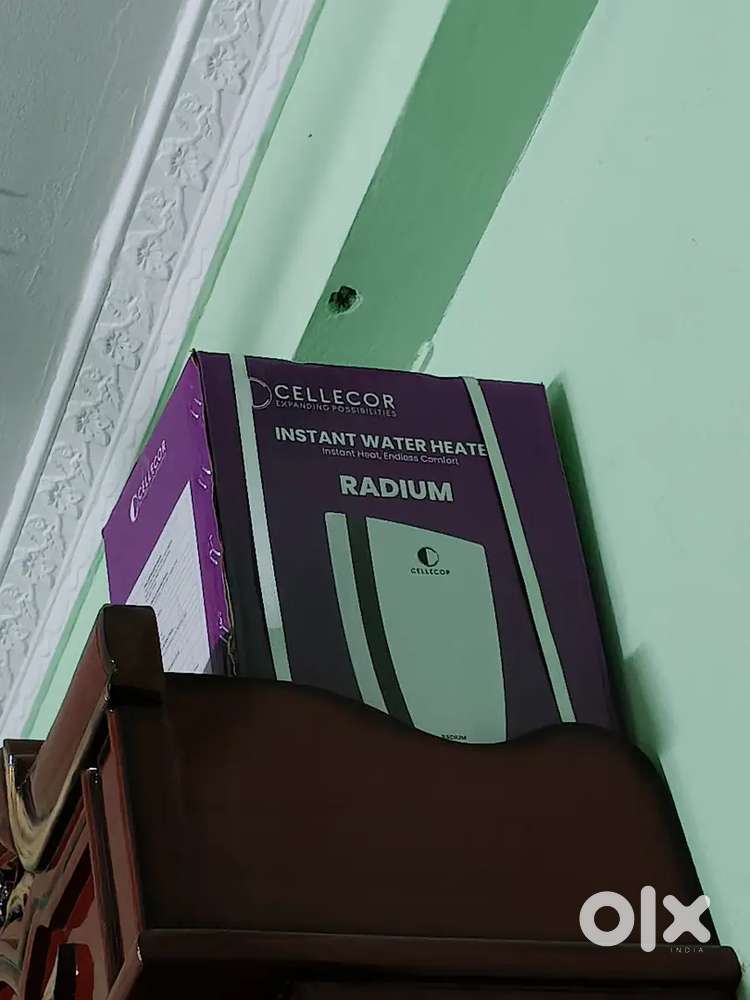 CELLECOR
EXPANDING POSSIBILITIES
INSTANT WATER HEATE
Instant Heat, Endless Comfort
RADIUM
CELLECOR
RADIUM
CELLECOR
olx
INDIA